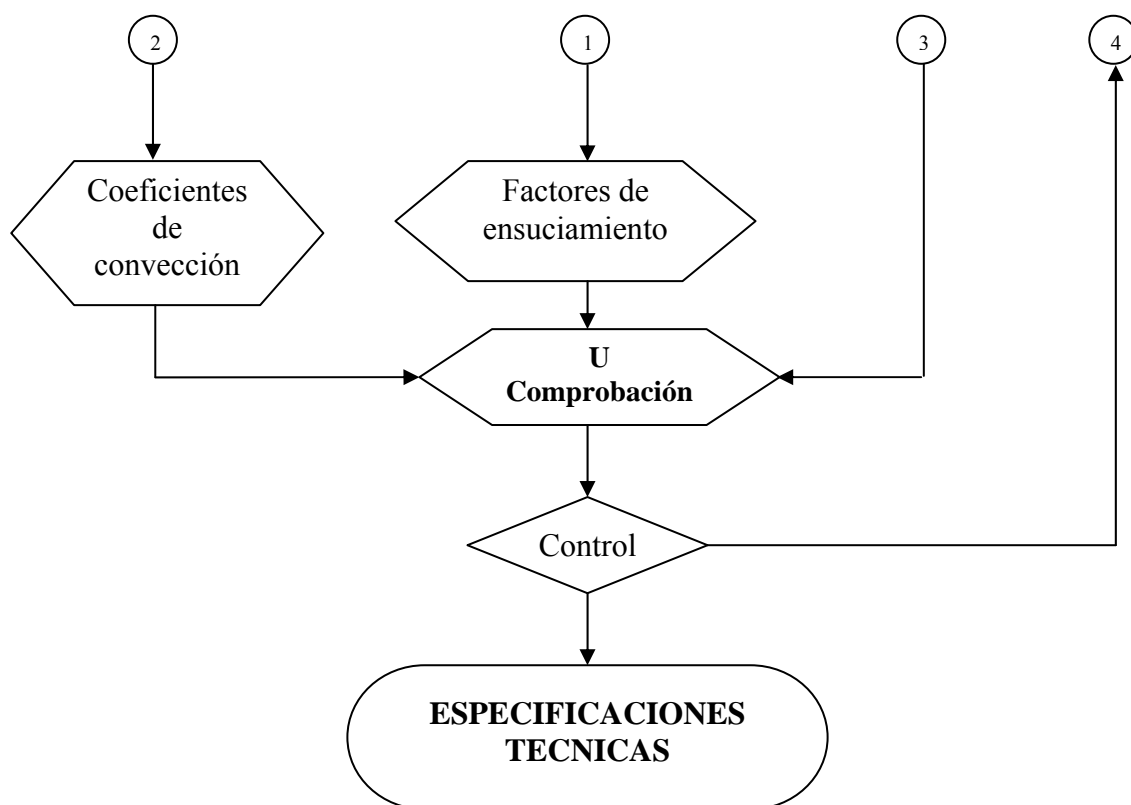 2
1
3
4
Coeficientes
de
convección
Factores de
ensuciamiento
U
Comprobación
Control
ESPECIFICACIONES
TECNICAS